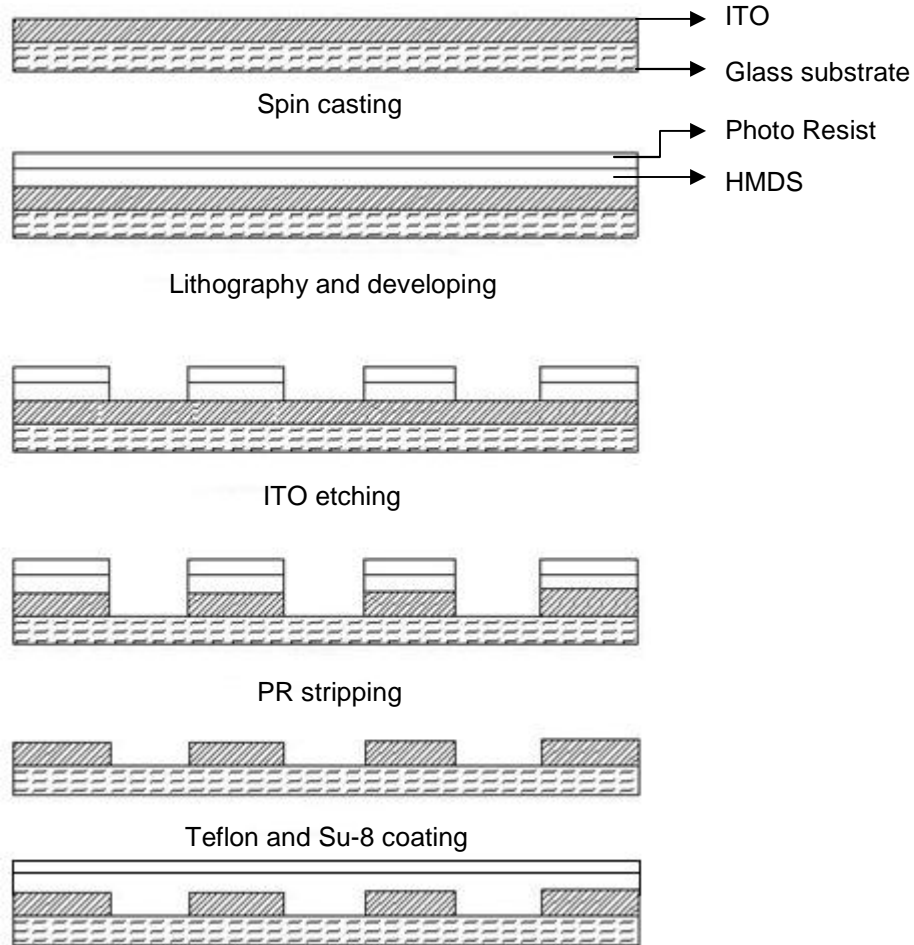 ITO
Glass substrate
Spin casting
Photo Resist
HMDS
Lithography and developing
ITO etching
PR stripping
Teflon and Su-8 coating